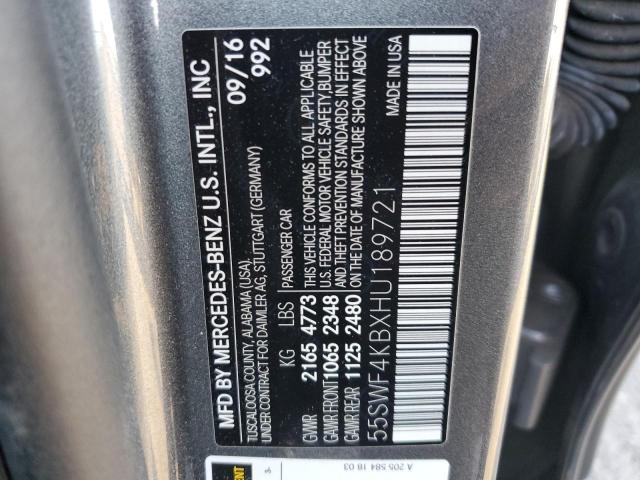 MFD BY MERCEDES-BENZ U.S. INTL., INC
TUSCALOOSA COUNTY, ALABAMA (USA),
UNDER CONTRACT FOR DAIMLER AG, STUTTGART (GERMANY)
09/16
992
KG LBS
GVWR 2165 4773
GAWR FRONT 1065 2348
GAWR REAR 1125 2480
PASSENGER CAR
THIS VEHICLE CONFORMS TO ALL APPLICABLE
U.S. FEDERAL MOTOR VEHICLE SAFETY, BUMPER
AND THEFT PREVENTION STANDARDS IN EFFECT
ON THE DATE OF MANUFACTURE SHOWN ABOVE
55SWF4KBXHU189721
MADE IN USA
A 205 584 18 03